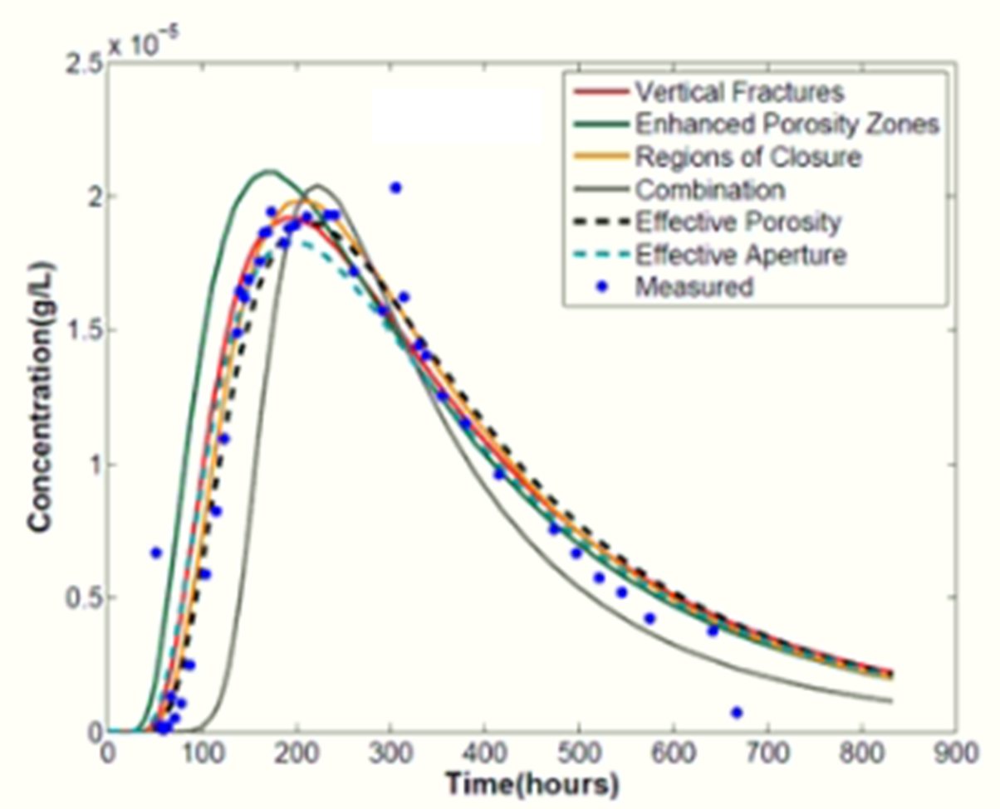 x 10⁻⁵
2.5
2
1.5
1
0.5
0
Concentration(g/L)
Vertical Fractures
Enhanced Porosity Zones
Regions of Closure
Combination
Effective Porosity
Effective Aperture
Measured
0 100 200 300 400 500 600 700 800 900
Time(hours)